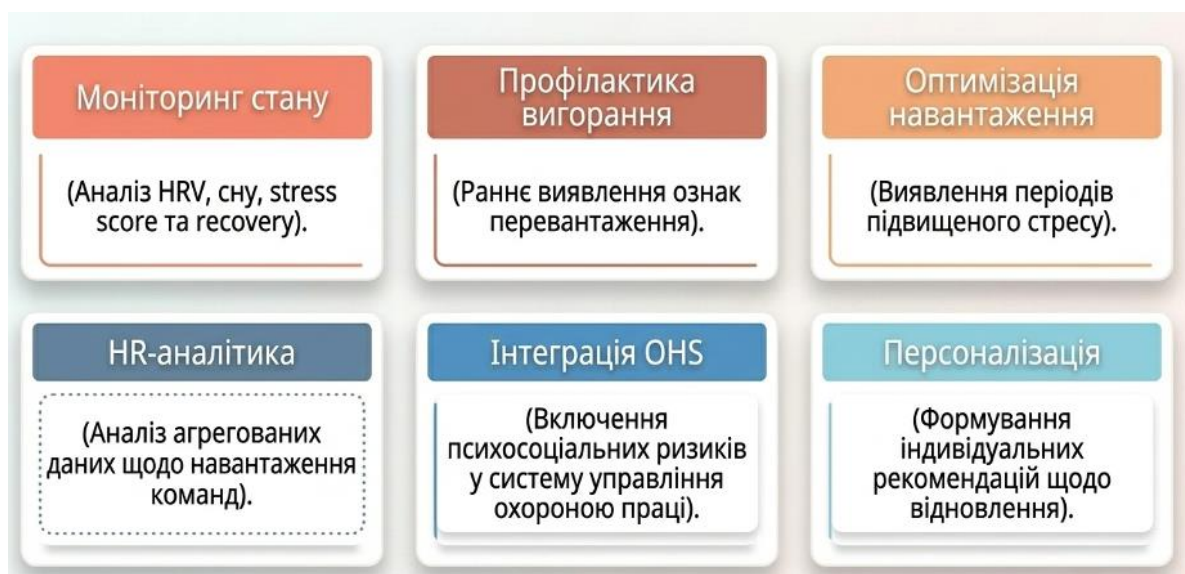 Моніторинг стану
(Аналіз HRV, сну, stress
score та recovery).
Профілактика
вигорання
(Раннє виявлення ознак
перевантаження).
Оптимізація
навантаження
(Виявлення періодів
підвищеного стресу).
HR-аналітика
(Аналіз агрегованих
даних щодо навантаження
команд).
Інтеграція OHS
(Включення
психосоціальних ризиків
у систему управління
охороною праці).
Персоналізація
(Формування
індивідуальних
рекомендацій щодо
відновлення).